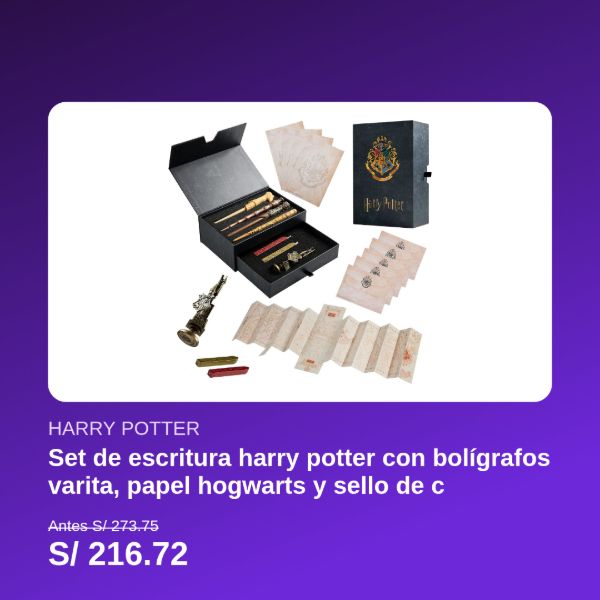 Harry Potter
HARRY POTTER
Set de escritura harry potter con bolígrafos
varita, papel hogwarts y sello de c
Antes S/ 273.75
S/ 216.72